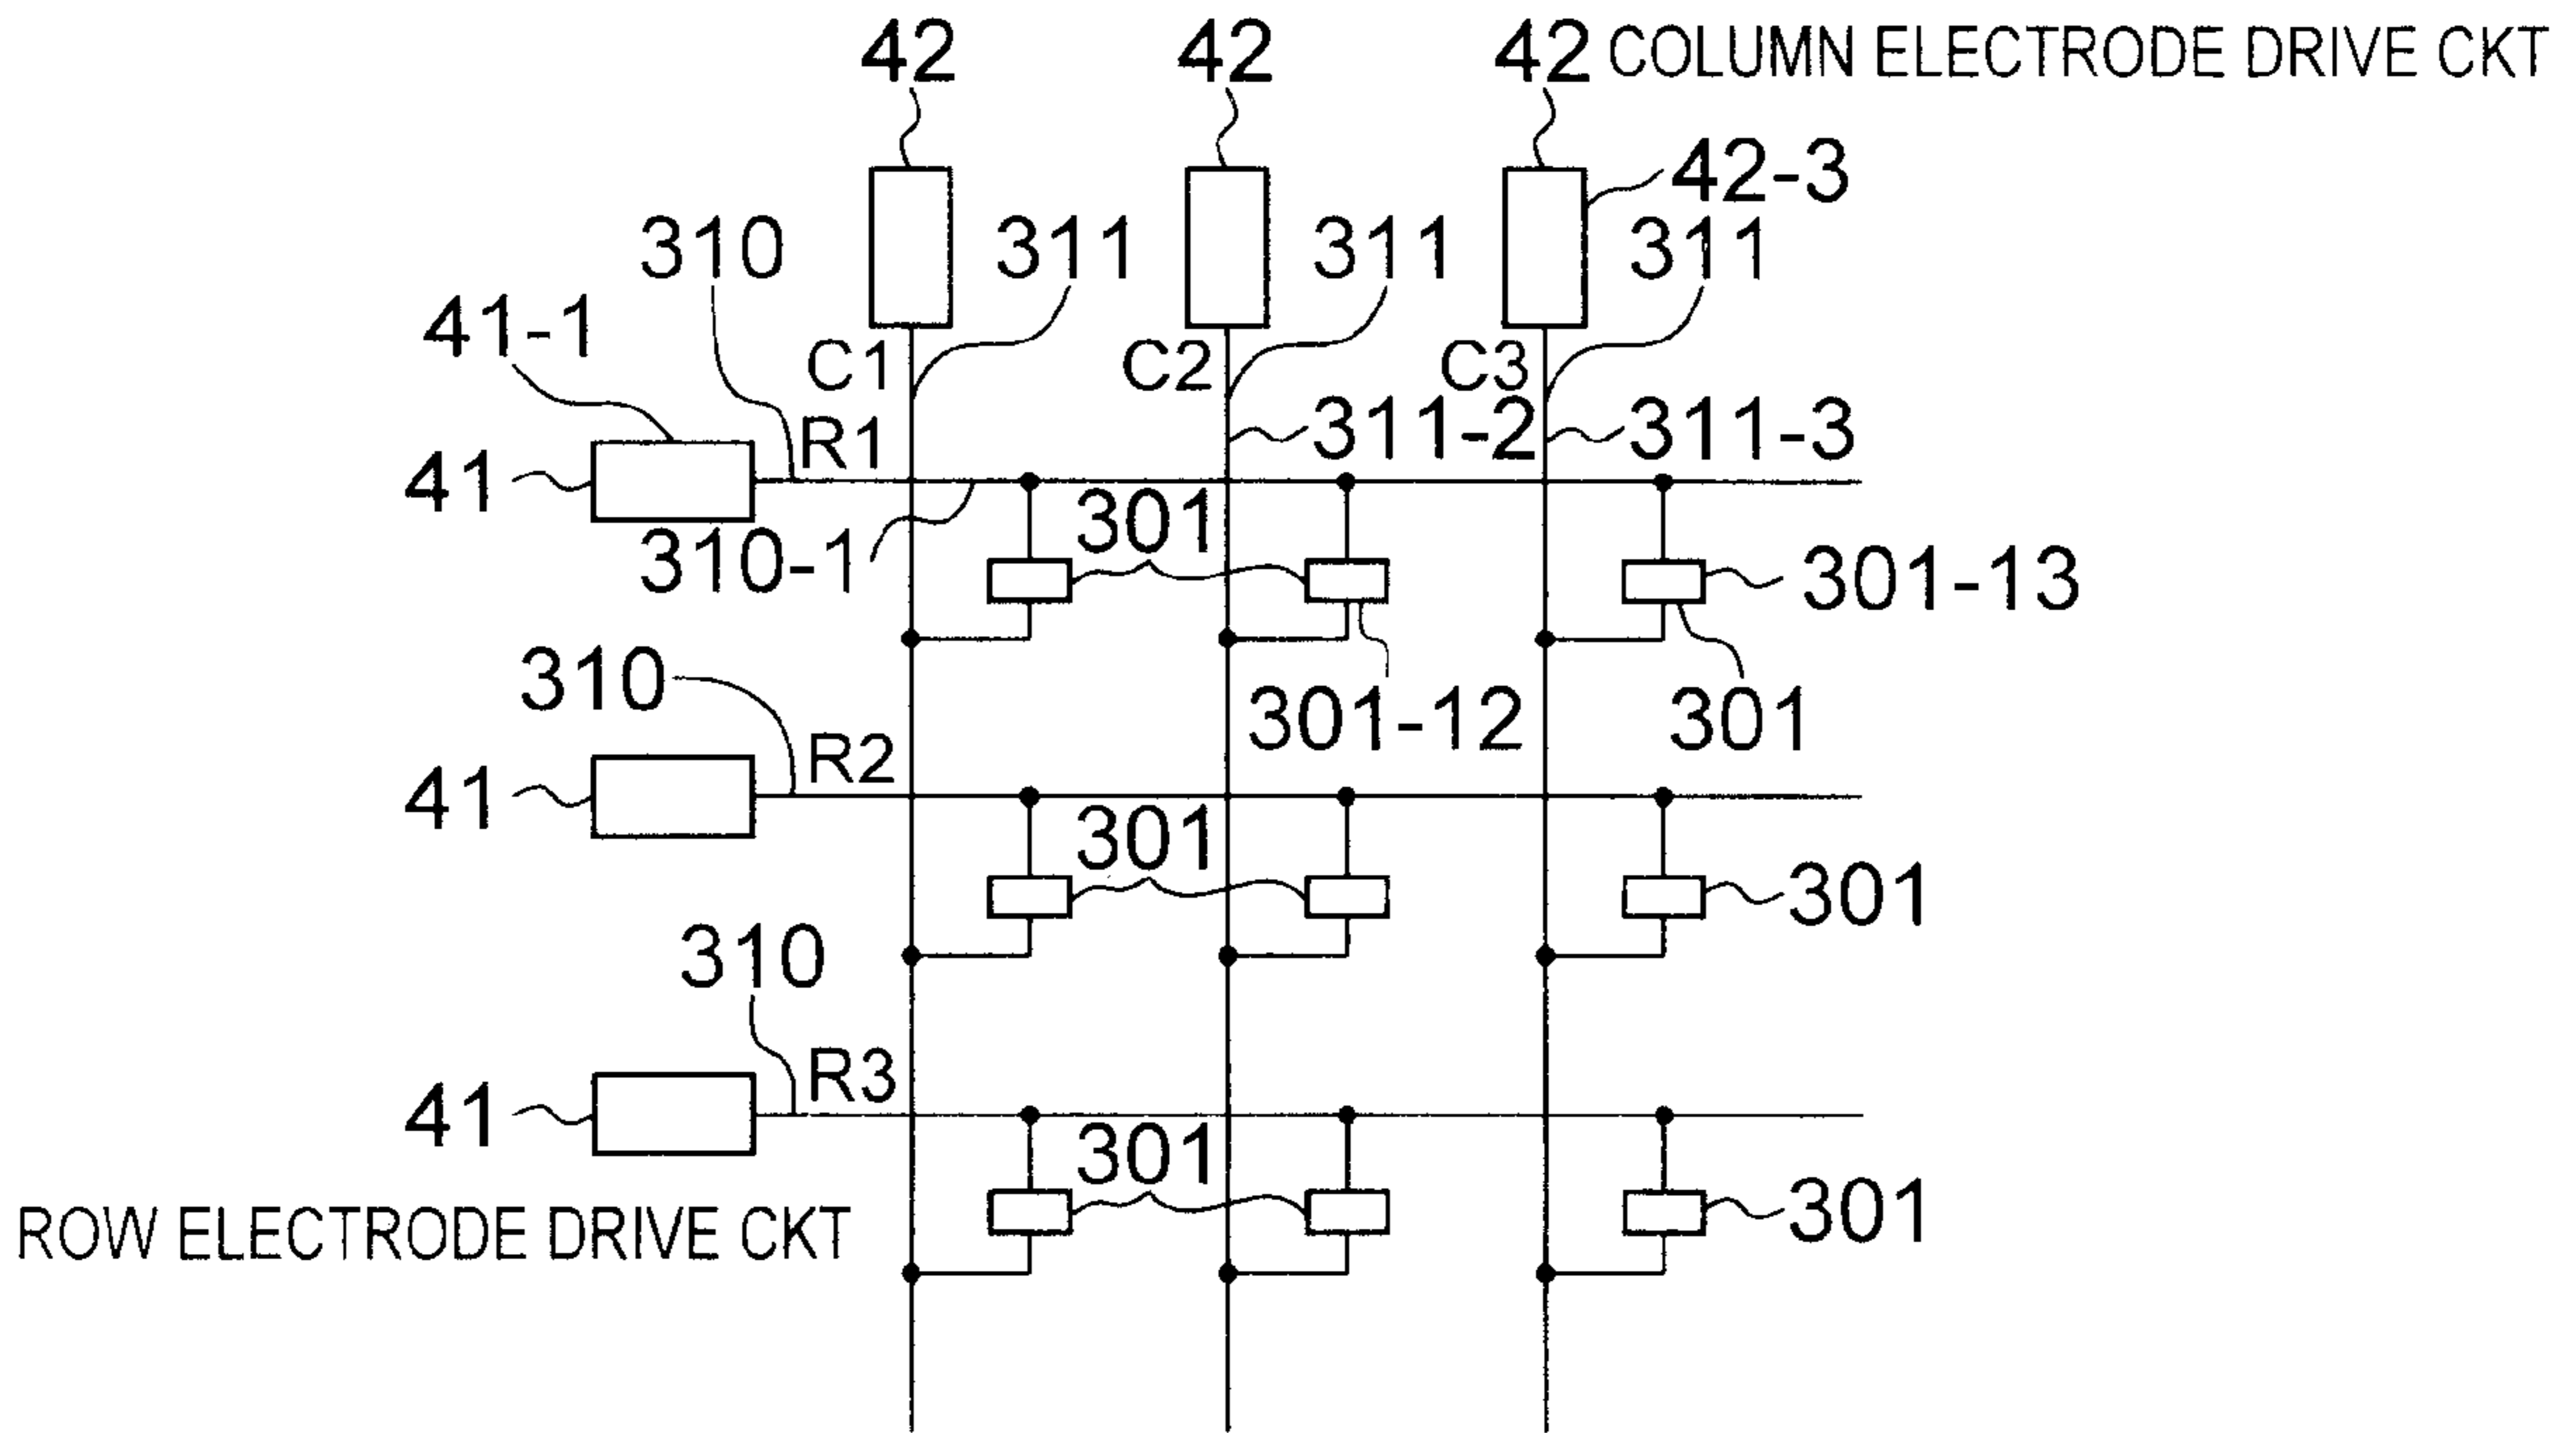 42 42 42 COLUMN ELECTRODE DRIVE CKT
42-3
310 311 311 311
41-1
C1 C2 C3
R1 311-2 311-3
41
310-1 301 301-13
310 301-12 301
R2
41
301 301
310
R3
41
301 301
ROW ELECTRODE DRIVE CKT